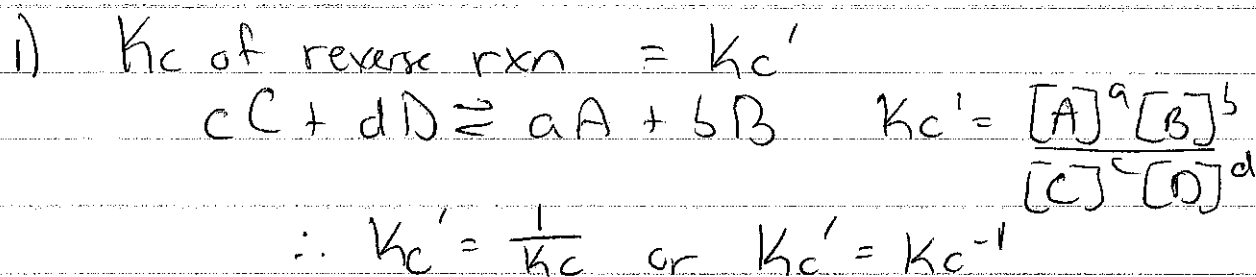 1) Kc of reverse rxn = Kc'
cC + dD ⇌ aA + bB Kc' = [A]^a [B]^b / [C]^c [D]^d
∴ Kc' = 1/Kc or Kc' = Kc^-1